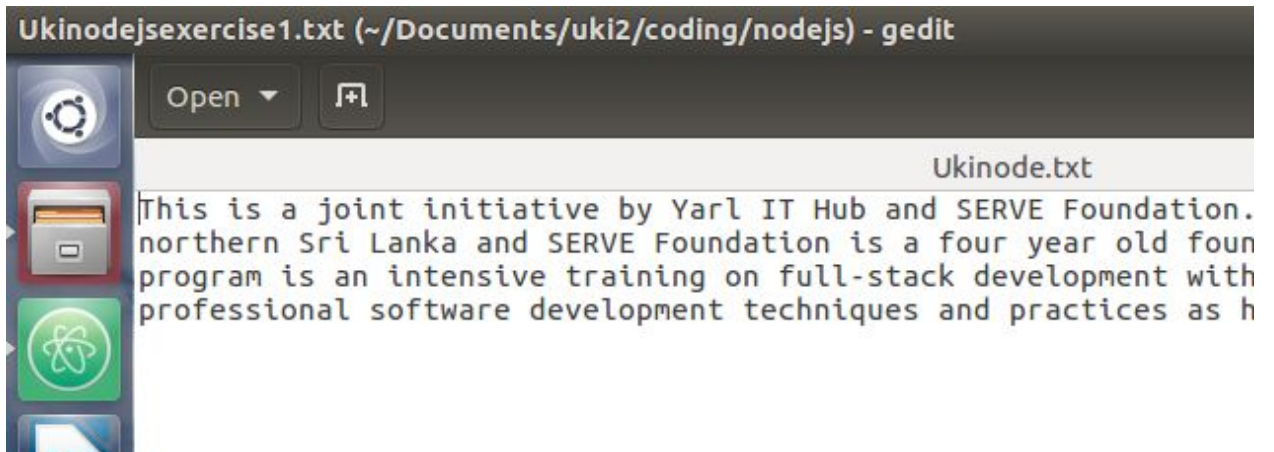 Ukinodejsexercise1.txt (~/Documents/uki2/coding/nodejs) - gedit
Open
Ukinode.txt
This is a joint initiative by Yarl IT Hub and SERVE Foundation.
northern Sri Lanka and SERVE Foundation is a four year old foun
program is an intensive training on full-stack development with
professional software development techniques and practices as h